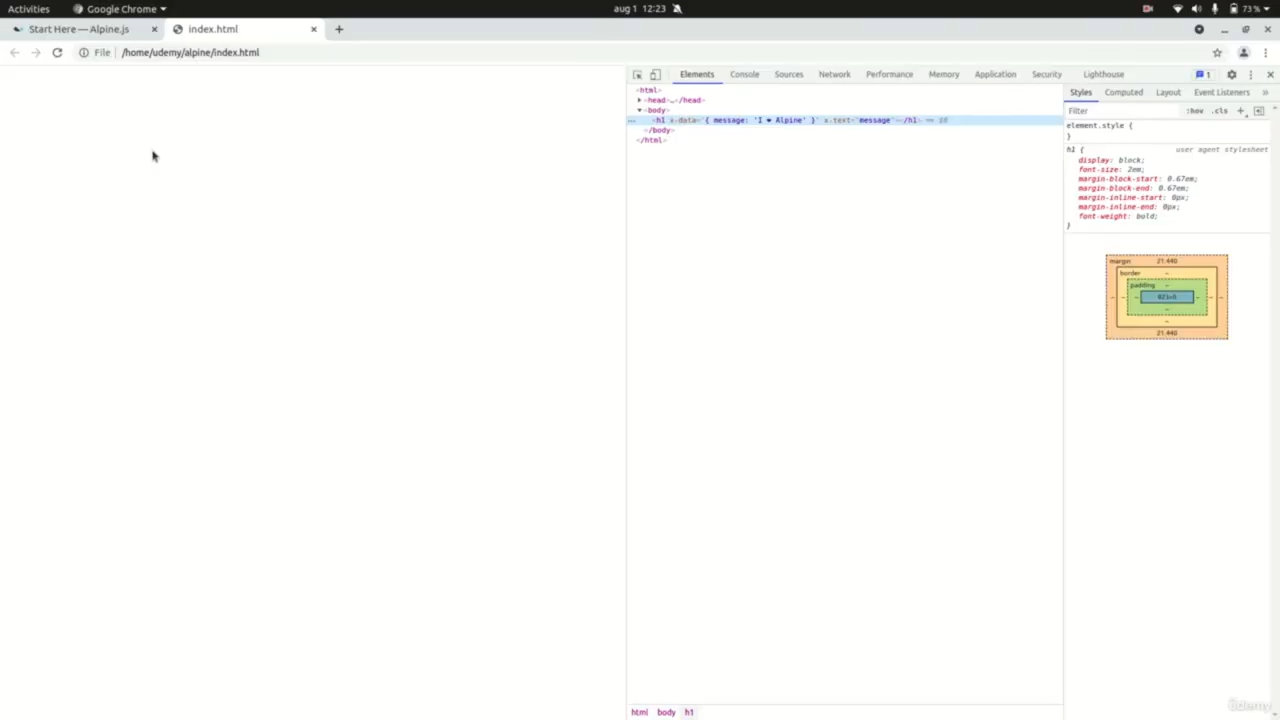 Activities Google Chrome aug 1 12:23 73%
Start Here — Alpine.js index.html
File /home/udemy/alpine/index.html
Elements Console Sources Network Performance Memory Application Security Lighthouse 1
<html>
<head>…</head>
<body>
<h1 x-data="{ message: 'I ❤ Alpine' }" x-text="message"></h1> == $0
</body>
</html>
Styles Computed Layout Event Listeners »
Filter :hov .cls +
element.style {
}
h1 { user agent stylesheet
display: block;
font-size: 2em;
margin-block-start: 0.67em;
margin-block-end: 0.67em;
margin-inline-start: 0px;
margin-inline-end: 0px;
font-weight: bold;
}
margin 21.440
border –
padding –
– – – – – –
–
–
21.440
html body h1
ûdemy